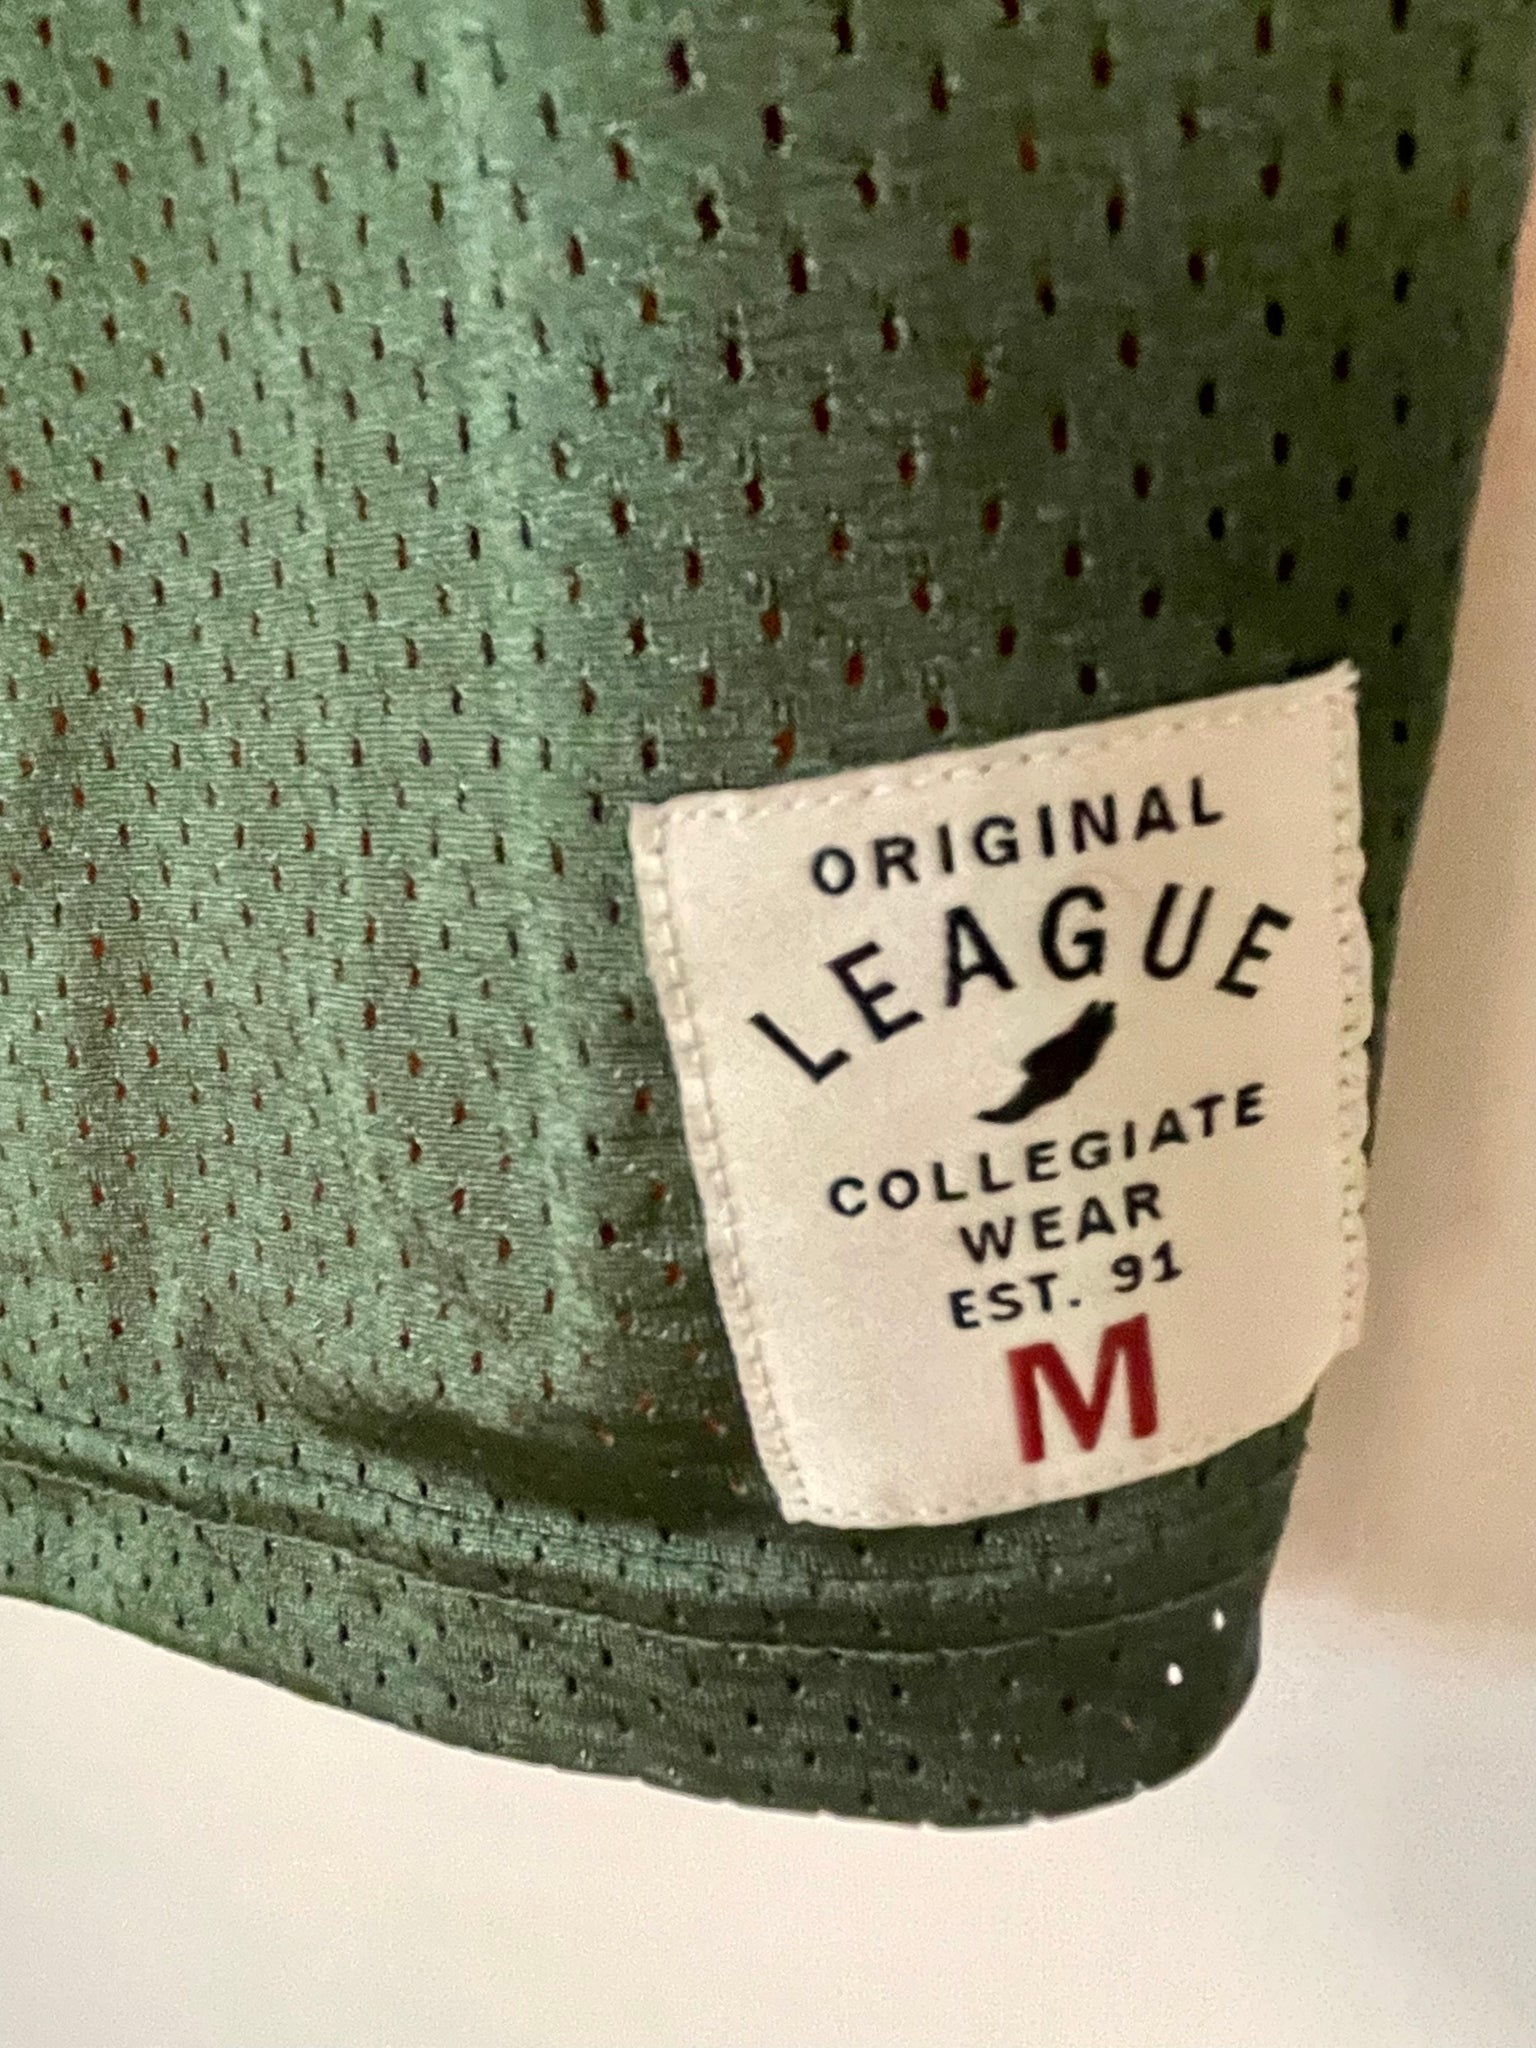 ORIGINAL
LEAGUE
COLLEGIATE
WEAR
EST. 91
M